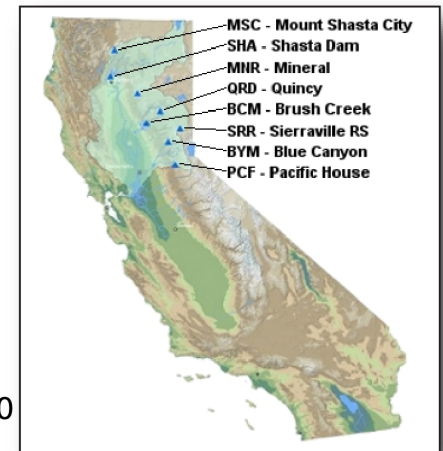 MSC - Mount Shasta City
SHA - Shasta Dam
MNR - Mineral
QRD - Quincy
BCM - Brush Creek
SRR - Sierraville RS
BYM - Blue Canyon
PCF - Pacific House
0